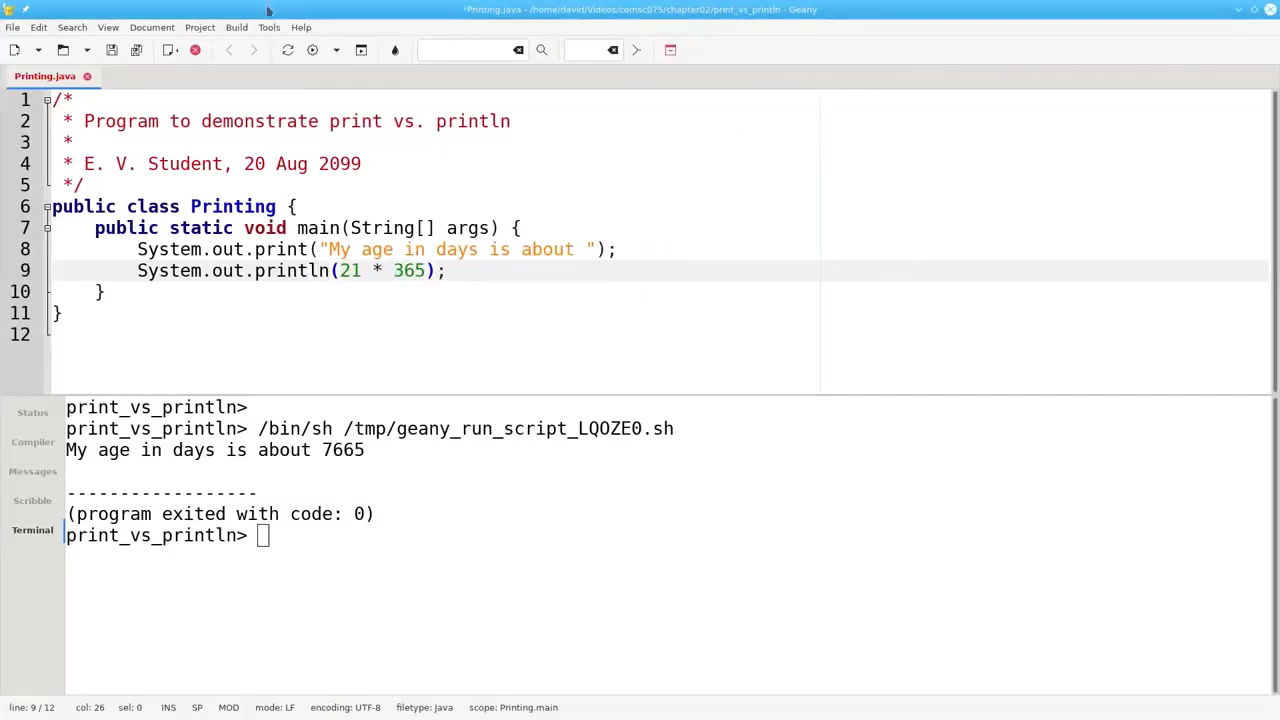 *Printing.java - /home/david/Videos/comsc075/chapter02/print_vs_println - Geany
File Edit Search View Document Project Build Tools Help
Printing.java
1 /*
2  * Program to demonstrate print vs. println
3  *
4  * E. V. Student, 20 Aug 2099
5  */
6 public class Printing {
7     public static void main(String[] args) {
8         System.out.print("My age in days is about ");
9         System.out.println(21 * 365);
10     }
11 }
12
Status
Compiler
Messages
Scribble
Terminal
print_vs_println>
print_vs_println> /bin/sh /tmp/geany_run_script_LQOZE0.sh
My age in days is about 7665
------------------
(program exited with code: 0)
print_vs_println>
line: 9 / 12 col: 26 sel: 0 INS SP MOD mode: LF encoding: UTF-8 filetype: Java scope: Printing.main